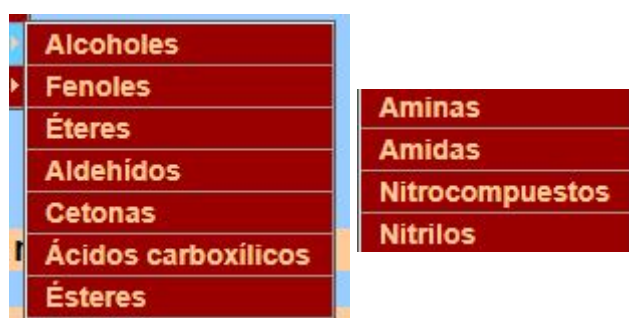 Alcoholes
Fenoles
Éteres
Aldehídos
Cetonas
Ácidos carboxílicos
Ésteres
Aminas
Amidas
Nitrocompuestos
Nitrilos